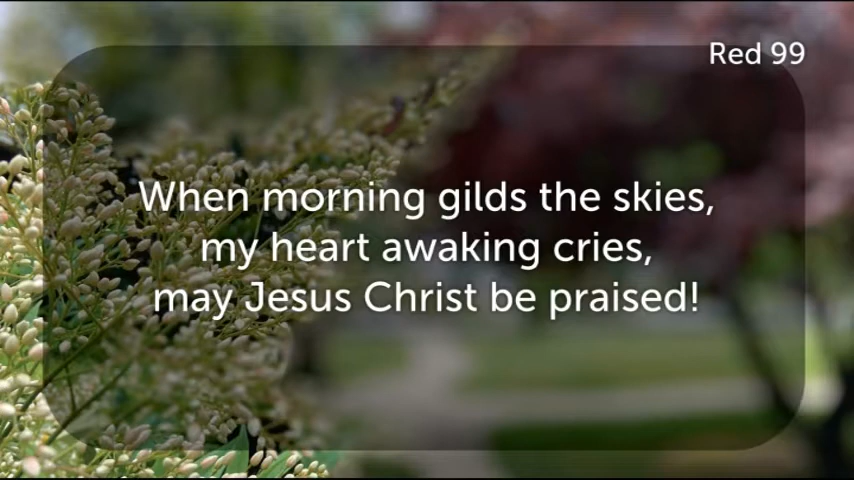 Red 99
When morning gilds the skies,
my heart awaking cries,
may Jesus Christ be praised!